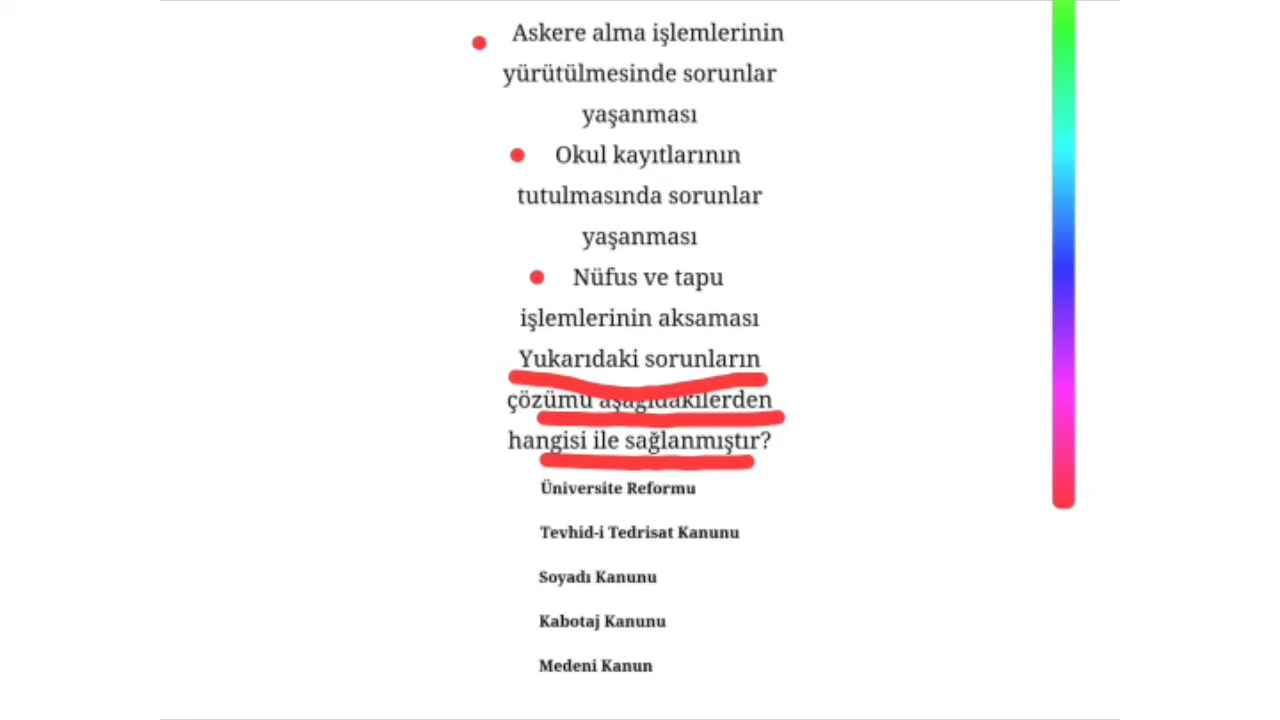 Askere alma işlemlerinin
yürütülmesinde sorunlar
yaşanması
Okul kayıtlarının
tutulmasında sorunlar
yaşanması
Nüfus ve tapu
işlemlerinin aksaması
Yukarıdaki sorunların
çözümü aşağıdakilerden
hangisi ile sağlanmıştır?
Üniversite Reformu
Tevhid-i Tedrisat Kanunu
Soyadı Kanunu
Kabotaj Kanunu
Medeni Kanun